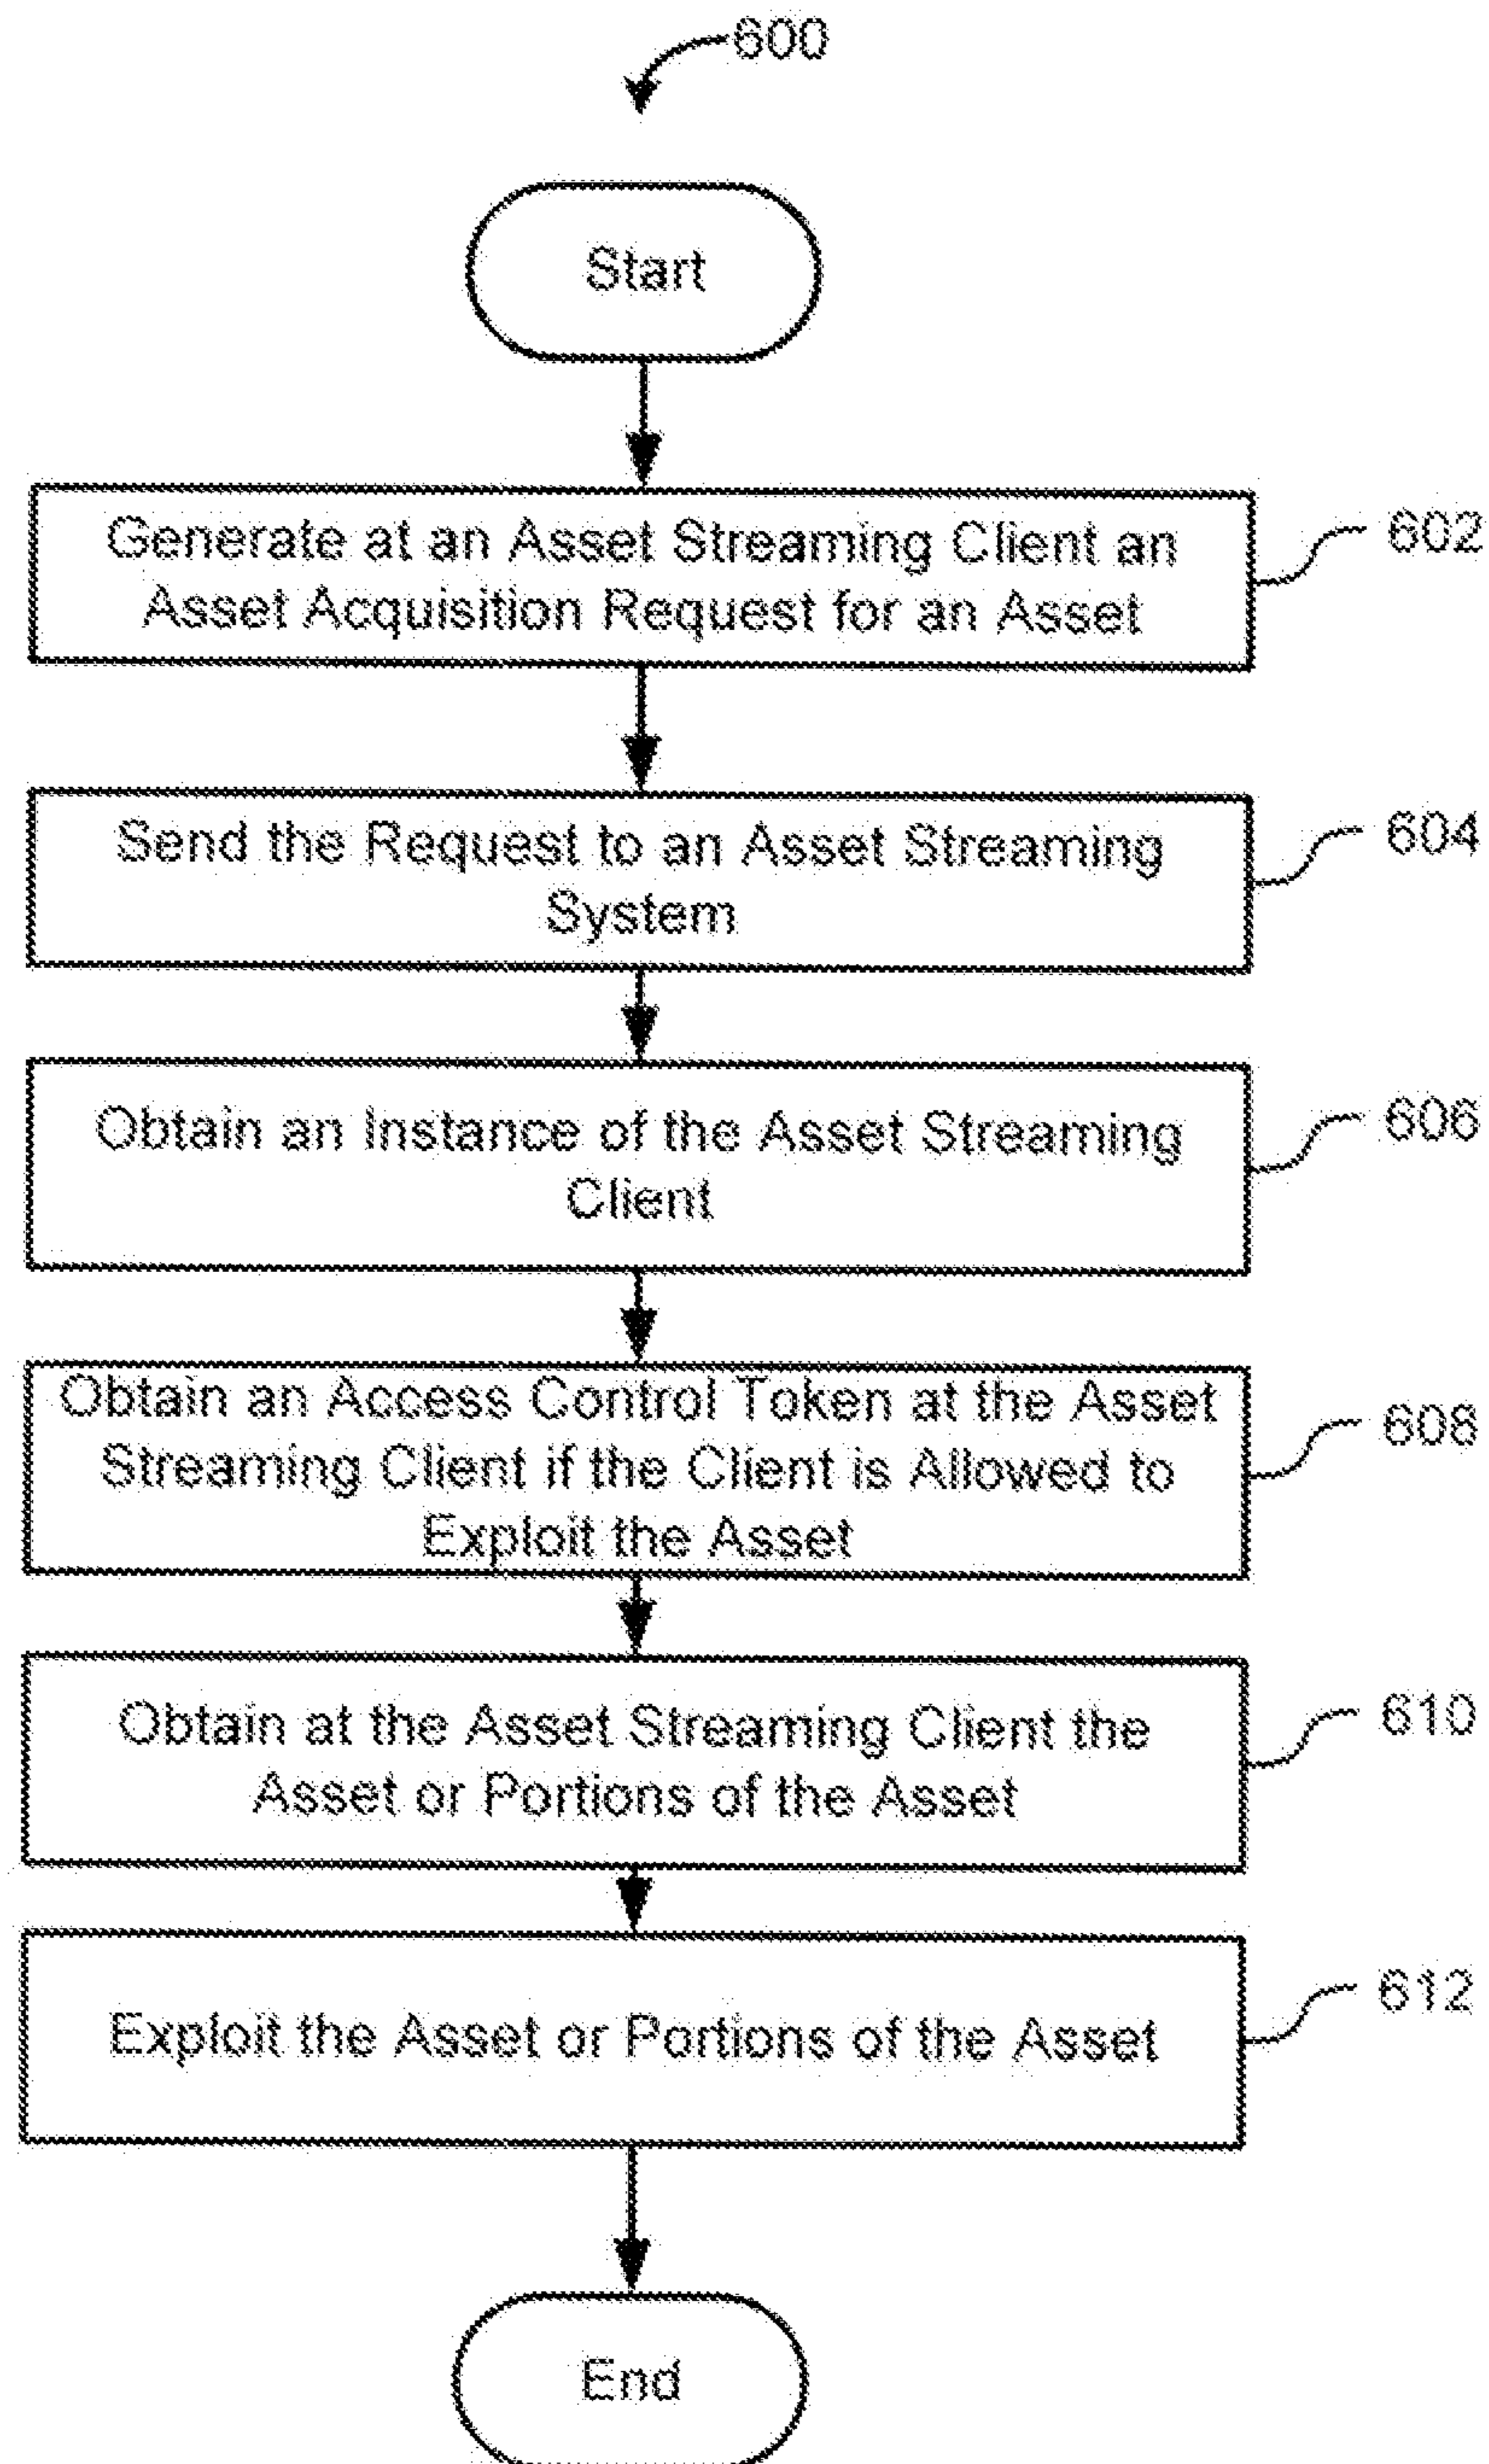 600
Start
Generate at an Asset Streaming Client an
Asset Acquisition Request for an Asset
602
Send the Request to an Asset Streaming
System
604
Obtain an Instance of the Asset Streaming
Client
606
Obtain an Access Control Token at the Asset
Streaming Client if the Client is Allowed to
Exploit the Asset
608
Obtain at the Asset Streaming Client the
Asset or Portions of the Asset
610
Exploit the Asset or Portions of the Asset
612
End